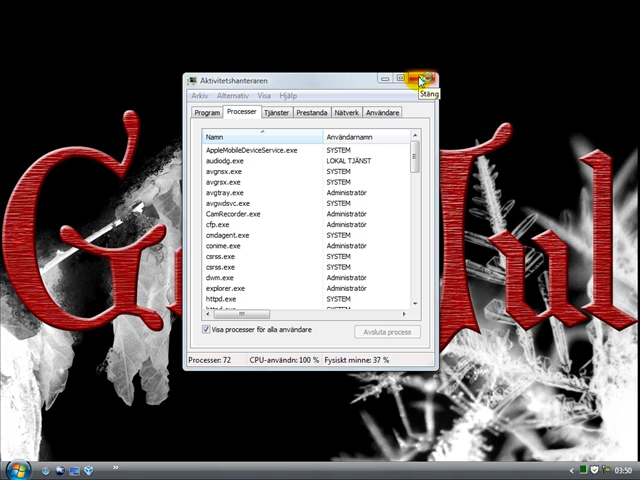 Aktivitetshanteraren
Stäng
Arkiv Alternativ Visa Hjälp
Program Processer Tjänster Prestanda Nätverk Användare
Namn Användarnamn
AppleMobileDeviceService.exe SYSTEM
audiodg.exe LOKAL TJÄNST
avgnsx.exe SYSTEM
avgrsx.exe SYSTEM
avgtray.exe Administratör
avgwdsvc.exe SYSTEM
CamRecorder.exe Administratör
cfp.exe Administratör
cmdagent.exe SYSTEM
conime.exe Administratör
csrss.exe SYSTEM
csrss.exe SYSTEM
dwm.exe Administratör
explorer.exe Administratör
httpd.exe SYSTEM
httpd.exe SYSTEM
Visa processer för alla användare Avsluta process
Processer: 72 CPU-användn: 100 % Fysiskt minne: 37 %
G Jul
03:50